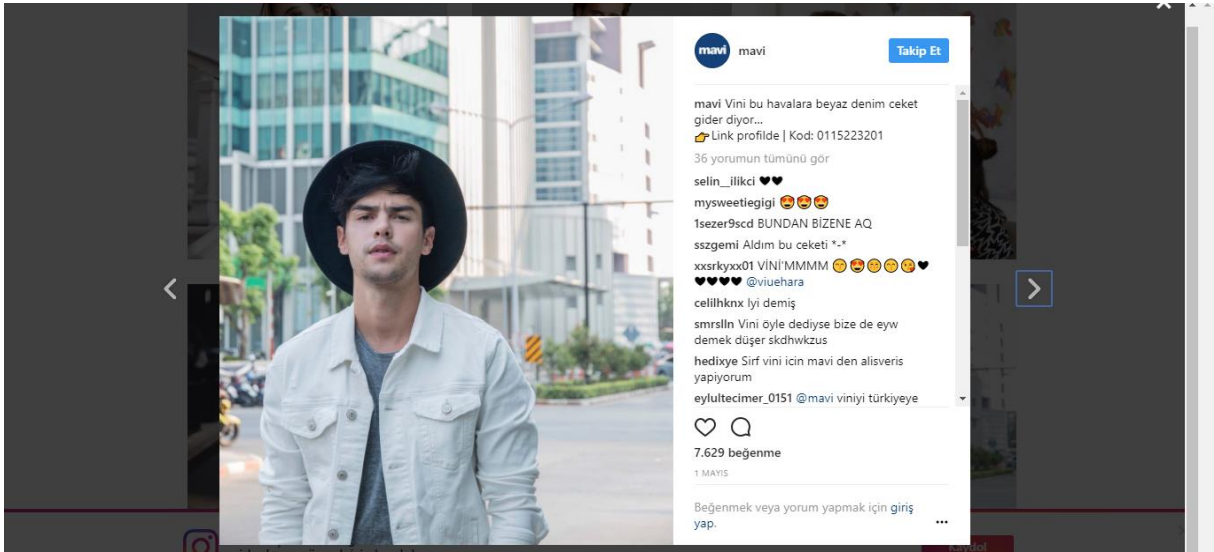 mavi
mavi
Takip Et
mavi Vini bu havalara beyaz denim ceket
gider diyor...
👉Link profilde | Kod: 0115223201
36 yorumun tümünü gör
selin__ilikci 🖤🖤
mysweetiegigi 😍😍😍
1sezer9scd BUNDAN BİZENE AQ
sszgemi Aldım bu ceketi *-*
xxsrkyxx01 VİNİ'MMMM 😙😍😙😙😘🖤
🖤🖤🖤🖤 @viuehara
celilhknx Iyi demiş
smrslln Vini öyle dediyse bize de eyw
demek düşer skdhwkzus
hedixye Sirf vini icin mavi den alisveris
yapiyorum
eylultecimer_0151 @mavi viniyi türkiyeye
7.629 beğenme
1 MAYIS
Beğenmek veya yorum yapmak için giriş
yap.
Kaydol